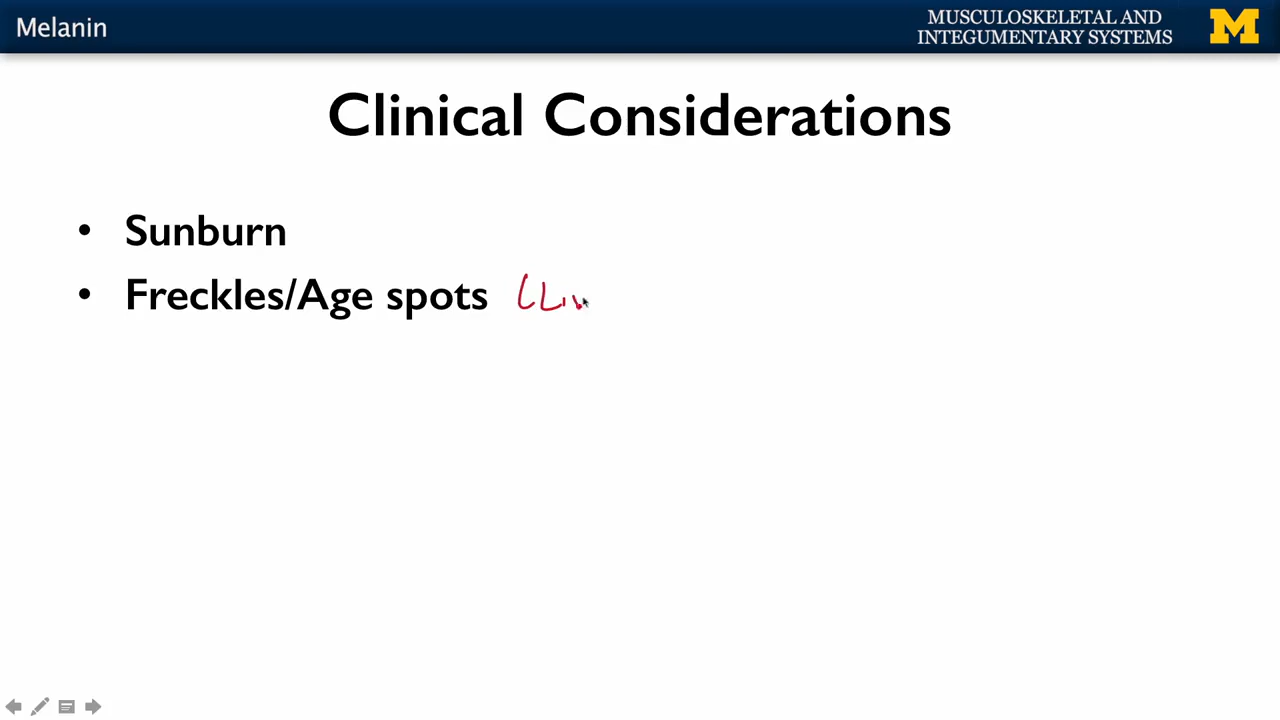 Melanin
MUSCULOSKELETAL AND
INTEGUMENTARY SYSTEMS
M
Clinical Considerations
• Sunburn
• Freckles/Age spots